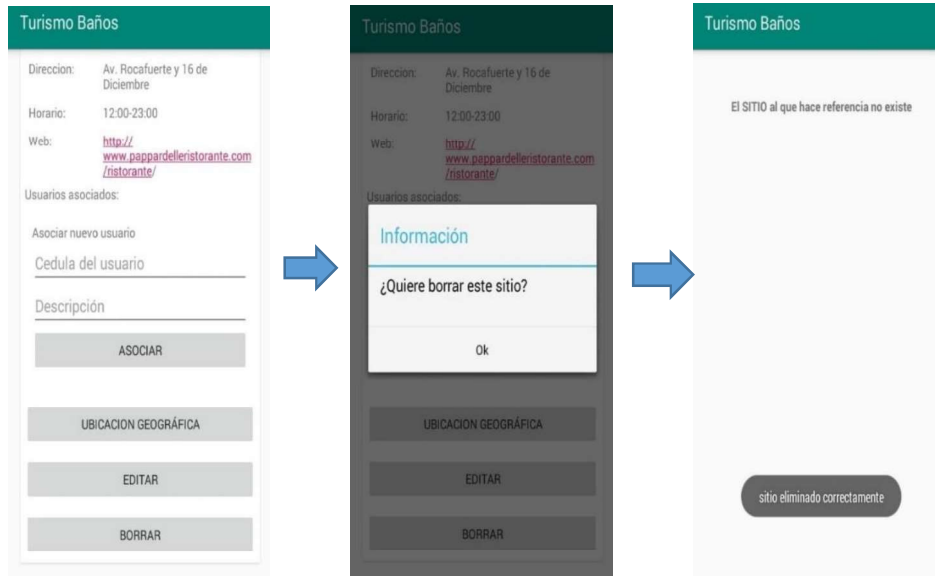 Turismo Baños
Direccion:
Av. Rocafuerte y 16 de
Diciembre
Horario:
12:00-23:00
Web:
http://
www.pappardelleristorante.com
/ristorante/
Usuarios asociados:
Asociar nuevo usuario
Cedula del usuario
Descripción
ASOCIAR
UBICACION GEOGRÁFICA
EDITAR
BORRAR
Turismo Baños
Direccion:
Av. Rocafuerte y 16 de
Diciembre
Horario:
12:00-23:00
Web:
http://
www.pappardelleristorante.com
/ristorante/
Usuarios asociados:
Información
¿Quiere borrar este sitio?
Ok
UBICACION GEOGRÁFICA
EDITAR
BORRAR
Turismo Baños
El SITIO al que hace referencia no existe
sitio eliminado correctamente